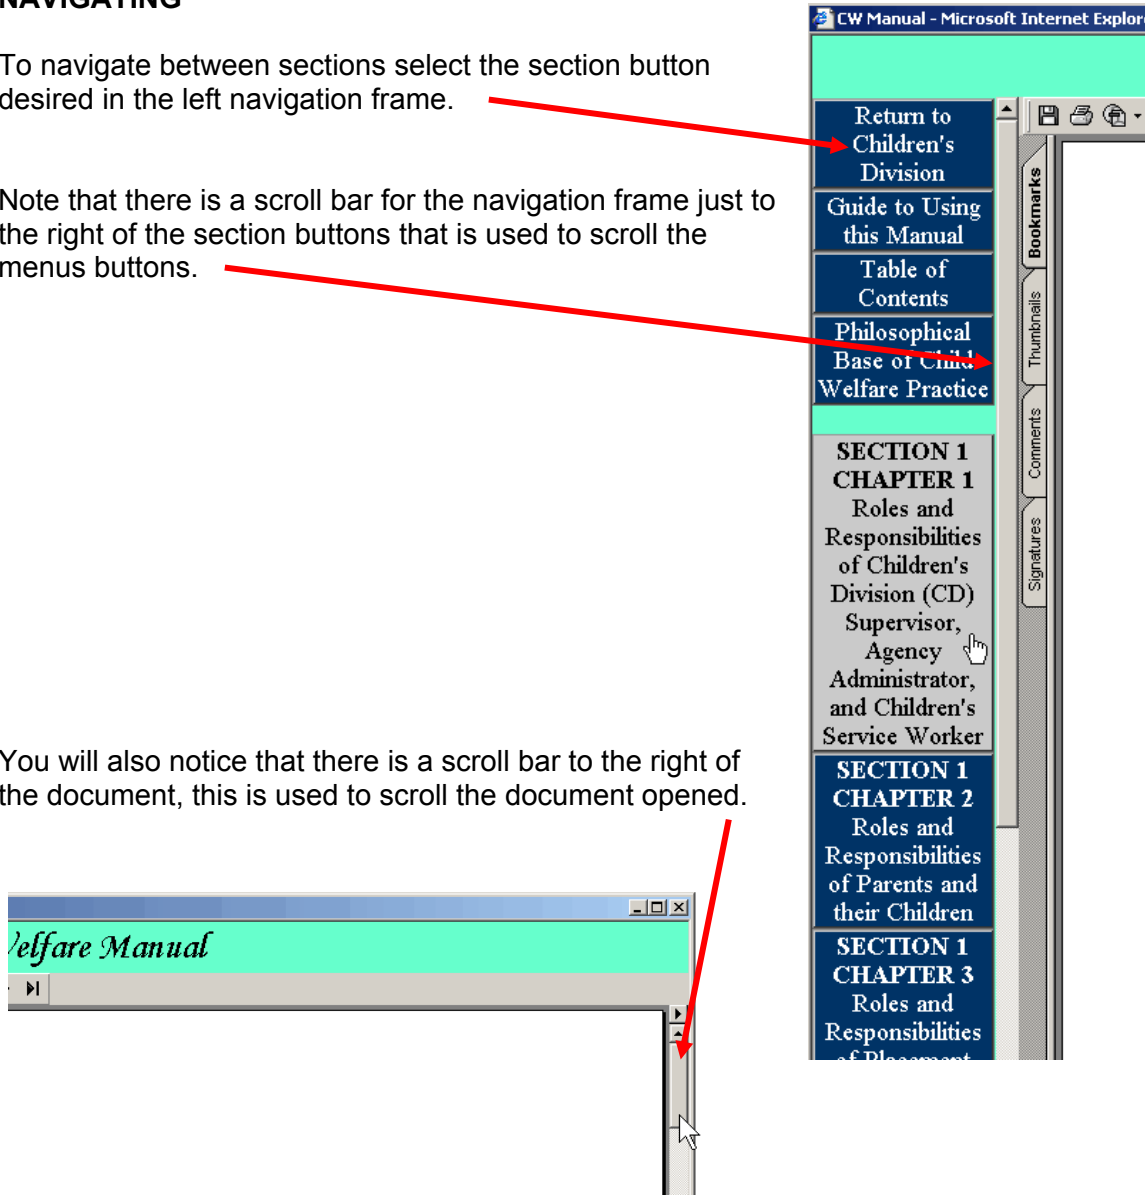 NAVIGATING
To navigate between sections select the section button
desired in the left navigation frame.
Note that there is a scroll bar for the navigation frame just to
the right of the section buttons that is used to scroll the
menus buttons.
You will also notice that there is a scroll bar to the right of
the document, this is used to scroll the document opened.
Welfare Manual
CW Manual - Microsoft Internet Explor
Return to
Children's
Division
Guide to Using
this Manual
Table of
Contents
Philosophical
Base of Child
Welfare Practice
SECTION 1
CHAPTER 1
Roles and
Responsibilities
of Children's
Division (CD)
Supervisor,
Agency
Administrator,
and Children's
Service Worker
SECTION 1
CHAPTER 2
Roles and
Responsibilities
of Parents and
their Children
SECTION 1
CHAPTER 3
Roles and
Responsibilities
of Placement
Bookmarks
Thumbnails
Comments
Signatures